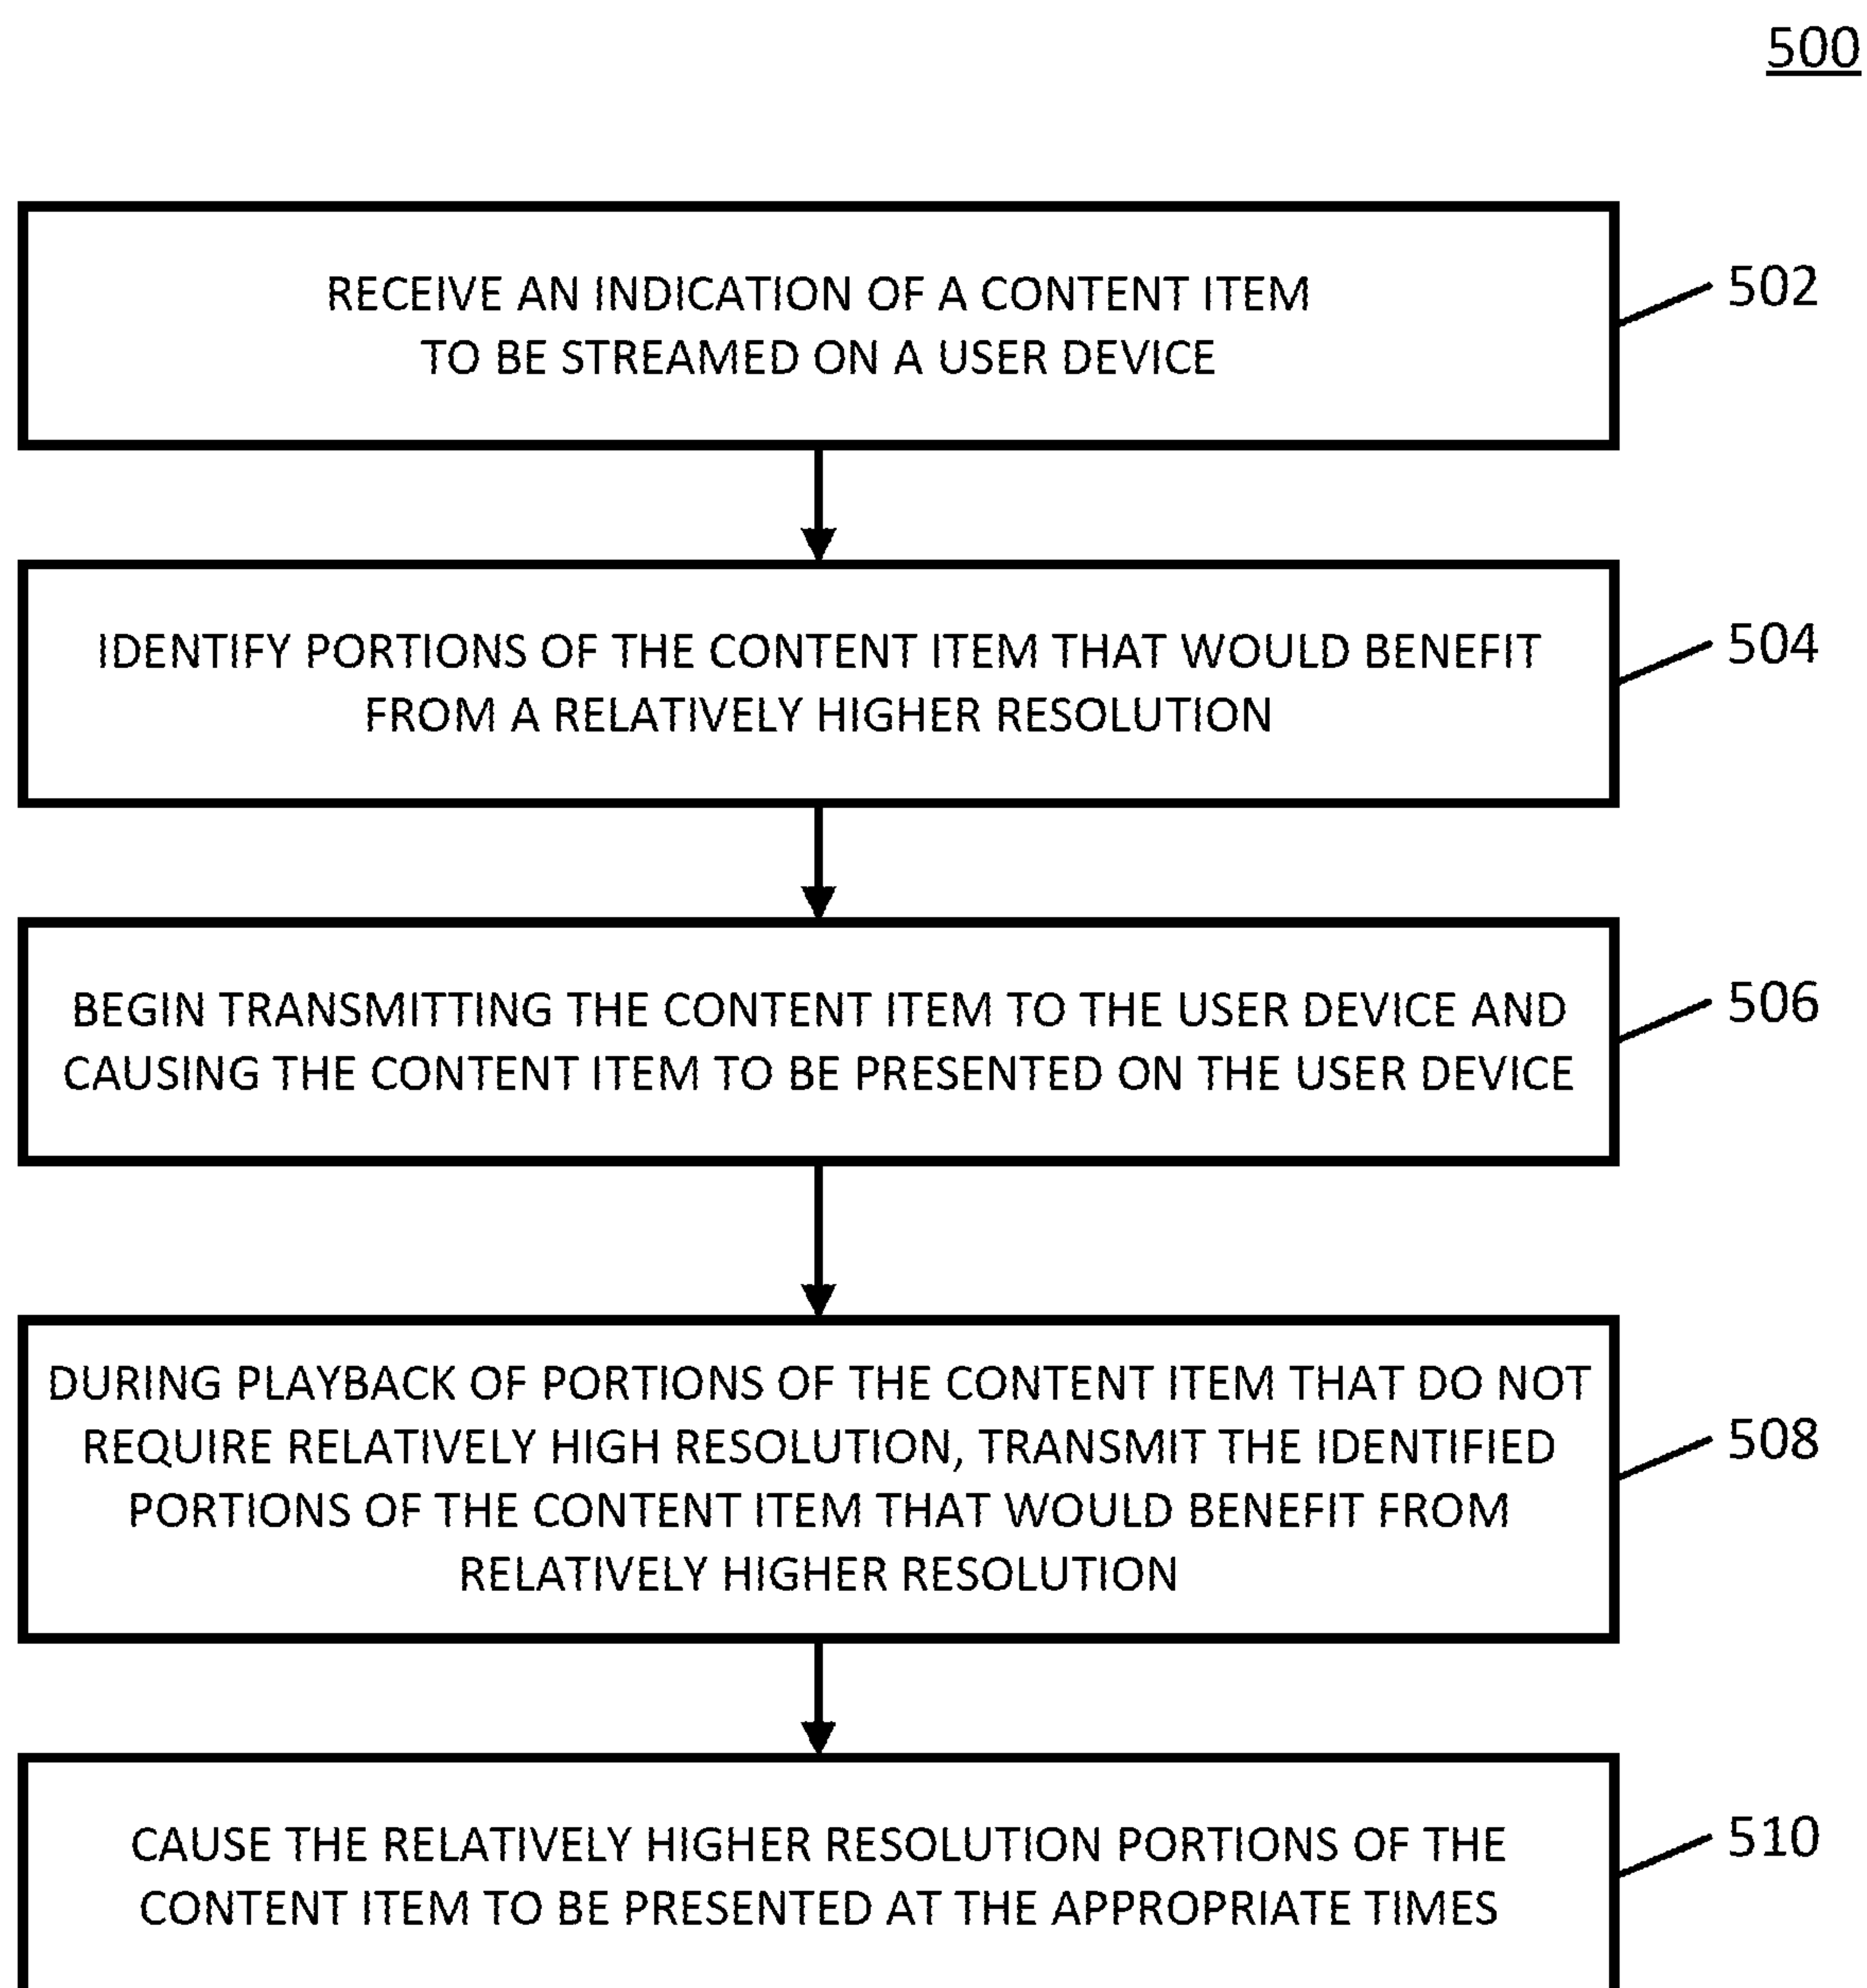 500
RECEIVE AN INDICATION OF A CONTENT ITEM
TO BE STREAMED ON A USER DEVICE
502
IDENTIFY PORTIONS OF THE CONTENT ITEM THAT WOULD BENEFIT
FROM A RELATIVELY HIGHER RESOLUTION
504
BEGIN TRANSMITTING THE CONTENT ITEM TO THE USER DEVICE AND
CAUSING THE CONTENT ITEM TO BE PRESENTED ON THE USER DEVICE
506
DURING PLAYBACK OF PORTIONS OF THE CONTENT ITEM THAT DO NOT
REQUIRE RELATIVELY HIGH RESOLUTION, TRANSMIT THE IDENTIFIED
PORTIONS OF THE CONTENT ITEM THAT WOULD BENEFIT FROM
RELATIVELY HIGHER RESOLUTION
508
CAUSE THE RELATIVELY HIGHER RESOLUTION PORTIONS OF THE
CONTENT ITEM TO BE PRESENTED AT THE APPROPRIATE TIMES
510